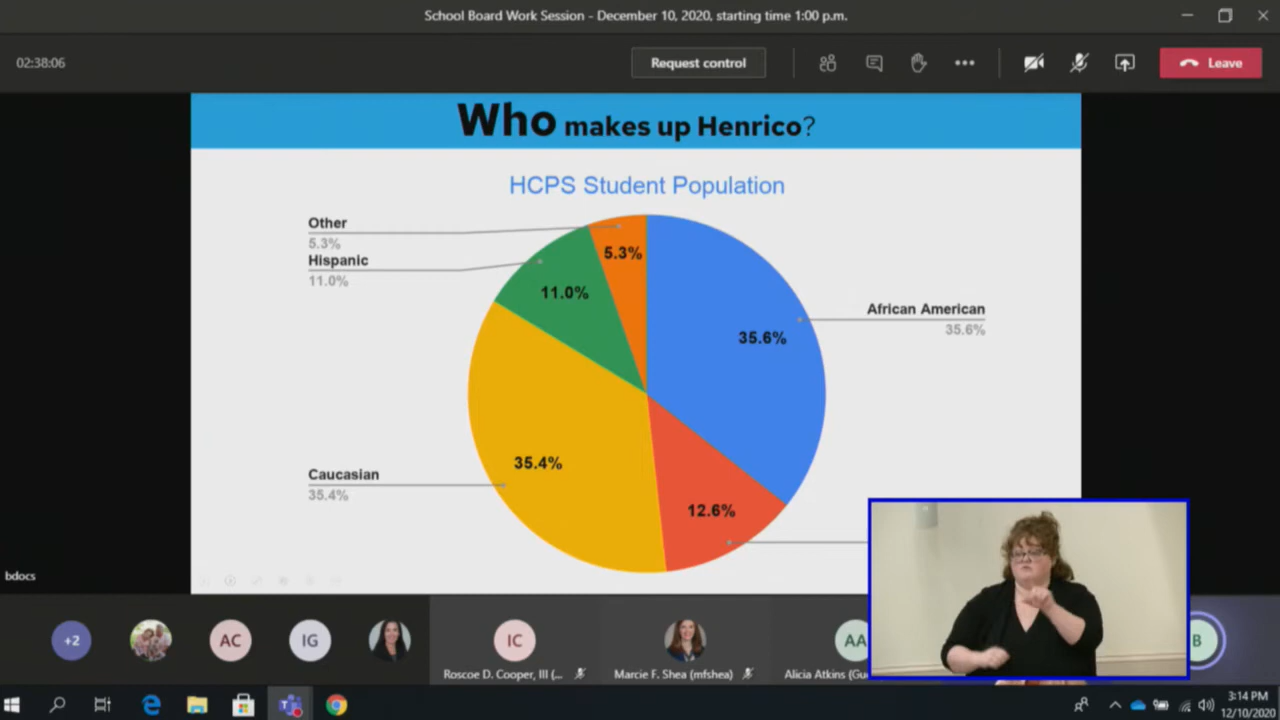 School Board Work Session - December 10, 2020, starting time 1:00 p.m.
02:38:06
Request control
Leave
Who makes up Henrico?
HCPS Student Population
Other
5.3%
Hispanic
11.0%
African American
35.6%
Caucasian
35.4%
5.3%
11.0%
35.6%
35.4%
12.6%
bdocs
+2
AC
IG
IC
AA
B
Roscoe D. Cooper, III (...
Marcie F. Shea (mfshea)
Alicia Atkins (Gu
3:14 PM
12/10/2020